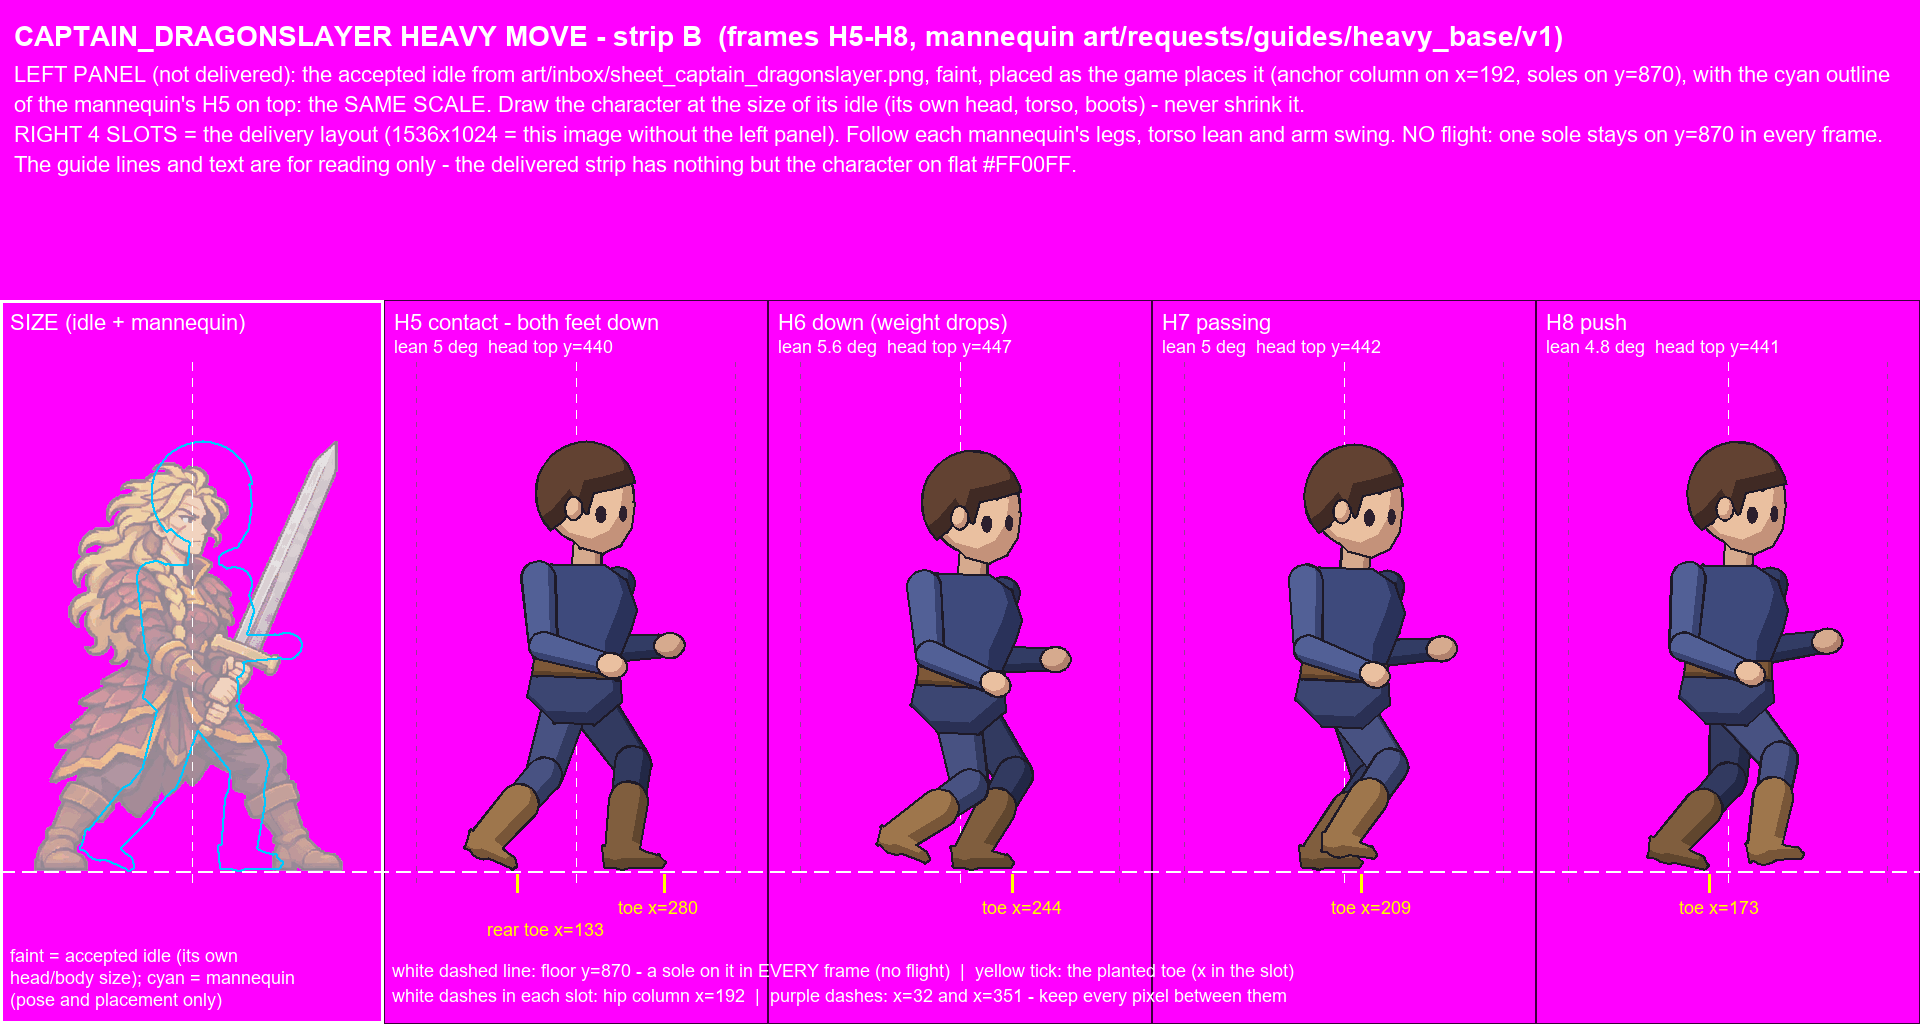 CAPTAIN_DRAGONSLAYER HEAVY MOVE - strip B  (frames H5-H8, mannequin art/requests/guides/heavy_base/v1)
LEFT PANEL (not delivered): the accepted idle from art/inbox/sheet_captain_dragonslayer.png, faint, placed as the game places it (anchor column on x=192, soles on y=870), with the cyan outline
of the mannequin's H5 on top: the SAME SCALE. Draw the character at the size of its idle (its own head, torso, boots) - never shrink it.
RIGHT 4 SLOTS = the delivery layout (1536x1024 = this image without the left panel). Follow each mannequin's legs, torso lean and arm swing. NO flight: one sole stays on y=870 in every frame.
The guide lines and text are for reading only - the delivered strip has nothing but the character on flat #FF00FF.
SIZE (idle + mannequin)
H5 contact - both feet down
lean 5 deg  head top y=440
H6 down (weight drops)
lean 5.6 deg  head top y=447
H7 passing
lean 5 deg  head top y=442
H8 push
lean 4.8 deg  head top y=441
toe x=280
rear toe x=133
toe x=244
toe x=209
toe x=173
faint = accepted idle (its own
head/body size); cyan = mannequin
(pose and placement only)
white dashed line: floor y=870 - a sole on it in EVERY frame (no flight)  |  yellow tick: the planted toe (x in the slot)
white dashes in each slot: hip column x=192  |  purple dashes: x=32 and x=351 - keep every pixel between them